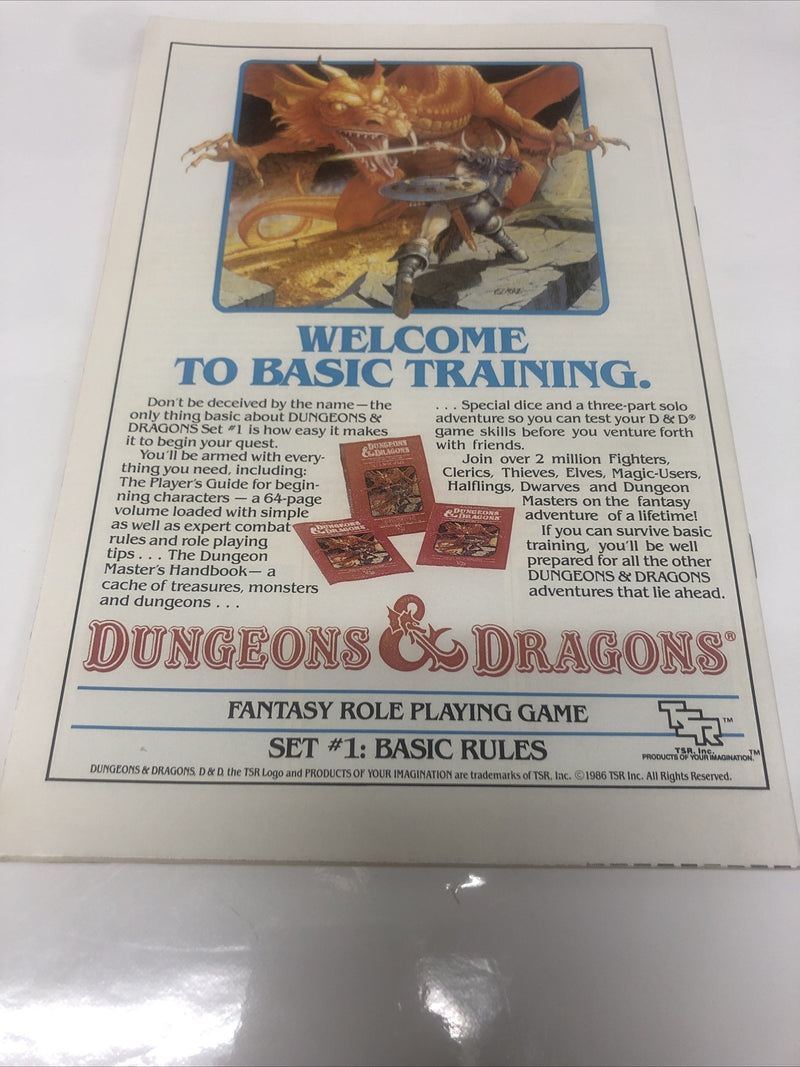 WELCOME
TO BASIC TRAINING.
Don't be deceived by the name — the
only thing basic about DUNGEONS &
DRAGONS Set #1 is how easy it makes
it to begin your quest.
You'll be armed with every-
thing you need, including:
The Player's Guide for begin-
ning characters — a 64-page
volume loaded with simple
as well as expert combat
rules and role playing
tips . . . The Dungeon
Master's Handbook — a
cache of treasures, monsters
and dungeons . . .
. . . Special dice and a three-part solo
adventure so you can test your D & D®
game skills before you venture forth
with friends.
Join over 2 million Fighters,
Clerics, Thieves, Elves, Magic-Users,
Halflings, Dwarves and Dungeon
Masters on the fantasy
adventure of a lifetime!
If you can survive basic
training, you'll be well
prepared for all the other
DUNGEONS & DRAGONS
adventures that lie ahead.
DUNGEONS
& DRAGONS
DUNGEONS
& DRAGONS
DUNGEONS
& DRAGONS
DUNGEONS & DRAGONS®
FANTASY ROLE PLAYING GAME
SET #1: BASIC RULES
TSR™
TSR, Inc.
PRODUCTS OF YOUR IMAGINATION.™
DUNGEONS & DRAGONS, D & D, the TSR Logo and PRODUCTS OF YOUR IMAGINATION are trademarks of TSR, Inc. ©1986 TSR Inc. All Rights Reserved.